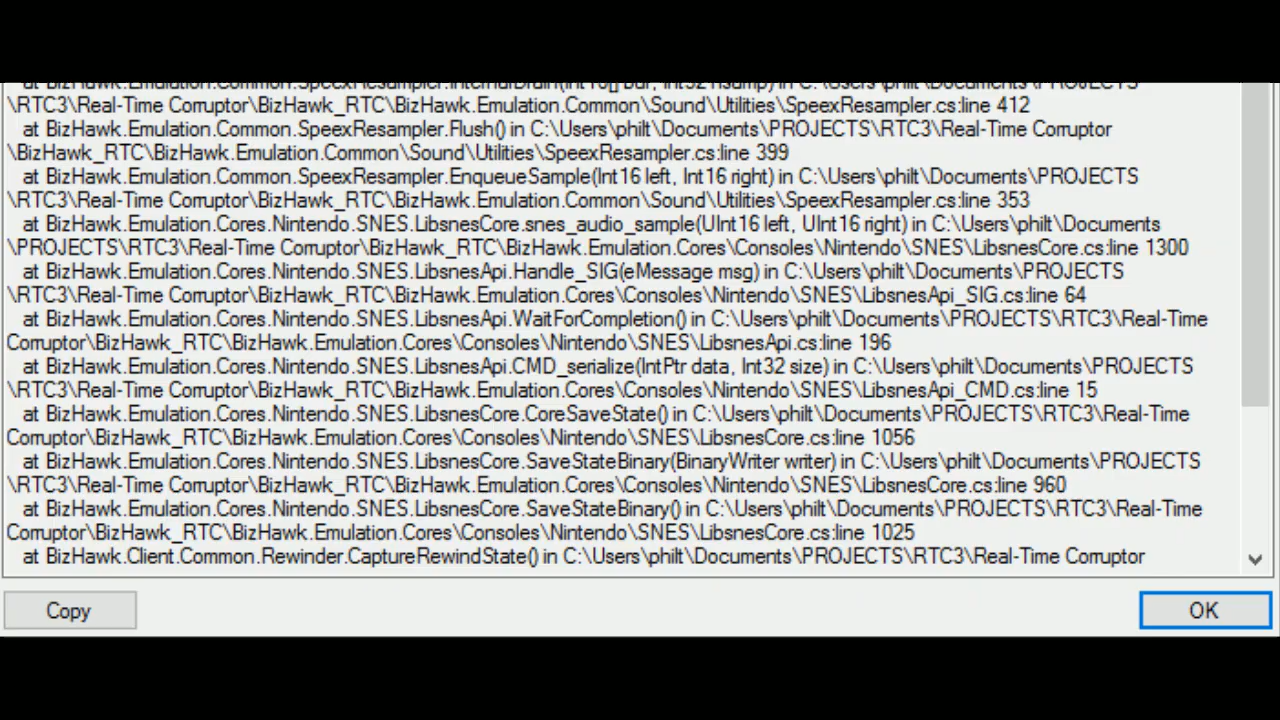 at BizHawk.Emulation.Common.SpeexResampler.InternalDrain(Int16[] buf, Int32 nsamp) in C:\Users\philt\Documents\PROJECTS
\RTC3\Real-Time Corruptor\BizHawk_RTC\BizHawk.Emulation.Common\Sound\Utilities\SpeexResampler.cs:line 412
at BizHawk.Emulation.Common.SpeexResampler.Flush() in C:\Users\philt\Documents\PROJECTS\RTC3\Real-Time Corruptor
\BizHawk_RTC\BizHawk.Emulation.Common\Sound\Utilities\SpeexResampler.cs:line 399
at BizHawk.Emulation.Common.SpeexResampler.EnqueueSample(Int16 left, Int16 right) in C:\Users\philt\Documents\PROJECTS
\RTC3\Real-Time Corruptor\BizHawk_RTC\BizHawk.Emulation.Common\Sound\Utilities\SpeexResampler.cs:line 353
at BizHawk.Emulation.Cores.Nintendo.SNES.LibsnesCore.snes_audio_sample(UInt16 left, UInt16 right) in C:\Users\philt\Documents
\PROJECTS\RTC3\Real-Time Corruptor\BizHawk_RTC\BizHawk.Emulation.Cores\Consoles\Nintendo\SNES\LibsnesCore.cs:line 1300
at BizHawk.Emulation.Cores.Nintendo.SNES.LibsnesApi.Handle_SIG(eMessage msg) in C:\Users\philt\Documents\PROJECTS
\RTC3\Real-Time Corruptor\BizHawk_RTC\BizHawk.Emulation.Cores\Consoles\Nintendo\SNES\LibsnesApi_SIG.cs:line 64
at BizHawk.Emulation.Cores.Nintendo.SNES.LibsnesApi.WaitForCompletion() in C:\Users\philt\Documents\PROJECTS\RTC3\Real-Time
Corruptor\BizHawk_RTC\BizHawk.Emulation.Cores\Consoles\Nintendo\SNES\LibsnesApi.cs:line 196
at BizHawk.Emulation.Cores.Nintendo.SNES.LibsnesApi.CMD_serialize(IntPtr data, Int32 size) in C:\Users\philt\Documents\PROJECTS
\RTC3\Real-Time Corruptor\BizHawk_RTC\BizHawk.Emulation.Cores\Consoles\Nintendo\SNES\LibsnesApi_CMD.cs:line 15
at BizHawk.Emulation.Cores.Nintendo.SNES.LibsnesCore.CoreSaveState() in C:\Users\philt\Documents\PROJECTS\RTC3\Real-Time
Corruptor\BizHawk_RTC\BizHawk.Emulation.Cores\Consoles\Nintendo\SNES\LibsnesCore.cs:line 1056
at BizHawk.Emulation.Cores.Nintendo.SNES.LibsnesCore.SaveStateBinary(BinaryWriter writer) in C:\Users\philt\Documents\PROJECTS
\RTC3\Real-Time Corruptor\BizHawk_RTC\BizHawk.Emulation.Cores\Consoles\Nintendo\SNES\LibsnesCore.cs:line 960
at BizHawk.Emulation.Cores.Nintendo.SNES.LibsnesCore.SaveStateBinary() in C:\Users\philt\Documents\PROJECTS\RTC3\Real-Time
Corruptor\BizHawk_RTC\BizHawk.Emulation.Cores\Consoles\Nintendo\SNES\LibsnesCore.cs:line 1025
at BizHawk.Client.Common.Rewinder.CaptureRewindState() in C:\Users\philt\Documents\PROJECTS\RTC3\Real-Time Corruptor
Copy
OK